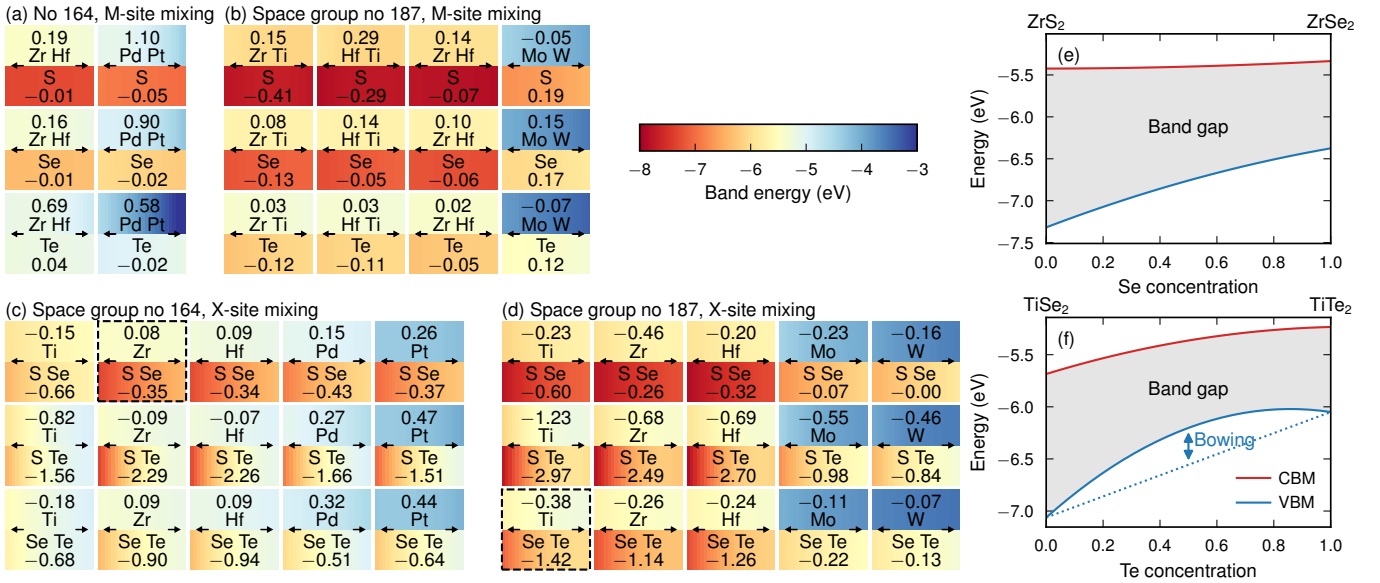 (a) No 164, M-site mixing
0.19
Zr Hf
S
−0.01
1.10
Pd Pt
S
−0.05
0.16
Zr Hf
Se
−0.01
0.90
Pd Pt
Se
−0.02
0.69
Zr Hf
Te
0.04
0.58
Pd Pt
Te
−0.02
(b) Space group no 187, M-site mixing
0.15
Zr Ti
S
−0.41
0.29
Hf Ti
S
−0.29
0.14
Zr Hf
S
−0.07
−0.05
Mo W
S
0.19
0.08
Zr Ti
Se
−0.13
0.14
Hf Ti
Se
−0.05
0.10
Zr Hf
Se
−0.06
0.15
Mo W
Se
0.17
0.03
Zr Ti
Te
−0.12
0.03
Hf Ti
Te
−0.11
0.02
Zr Hf
Te
−0.05
−0.07
Mo W
Te
0.12
−8 −7 −6 −5 −4 −3
Band energy (eV)
(c) Space group no 164, X-site mixing
−0.15
Ti
S Se
−0.66
0.08
Zr
S Se
−0.35
0.09
Hf
S Se
−0.34
0.15
Pd
S Se
−0.43
0.26
Pt
S Se
−0.37
−0.82
Ti
S Te
−1.56
−0.09
Zr
S Te
−2.29
−0.07
Hf
S Te
−2.26
0.27
Pd
S Te
−1.66
0.47
Pt
S Te
−1.51
−0.18
Ti
Se Te
−0.68
0.09
Zr
Se Te
−0.90
0.09
Hf
Se Te
−0.94
0.32
Pd
Se Te
−0.51
0.44
Pt
Se Te
−0.64
(d) Space group no 187, X-site mixing
−0.23
Ti
S Se
−0.60
−0.46
Zr
S Se
−0.26
−0.20
Hf
S Se
−0.32
−0.23
Mo
S Se
−0.07
−0.16
W
S Se
−0.00
−1.23
Ti
S Te
−2.97
−0.68
Zr
S Te
−2.49
−0.69
Hf
S Te
−2.70
−0.55
Mo
S Te
−0.98
−0.46
W
S Te
−0.84
−0.38
Ti
Se Te
−1.42
−0.26
Zr
Se Te
−1.14
−0.24
Hf
Se Te
−1.26
−0.11
Mo
Se Te
−0.22
−0.07
W
Se Te
−0.13
ZrS₂ ZrSe₂
(e)
Band gap
Energy (eV)
−5.5
−6.0
−6.5
−7.0
−7.5
0.0 0.2 0.4 0.6 0.8 1.0
Se concentration
TiSe₂ TiTe₂
(f)
Band gap
Bowing
CBM
VBM
Energy (eV)
−5.5
−6.0
−6.5
−7.0
0.0 0.2 0.4 0.6 0.8 1.0
Te concentration